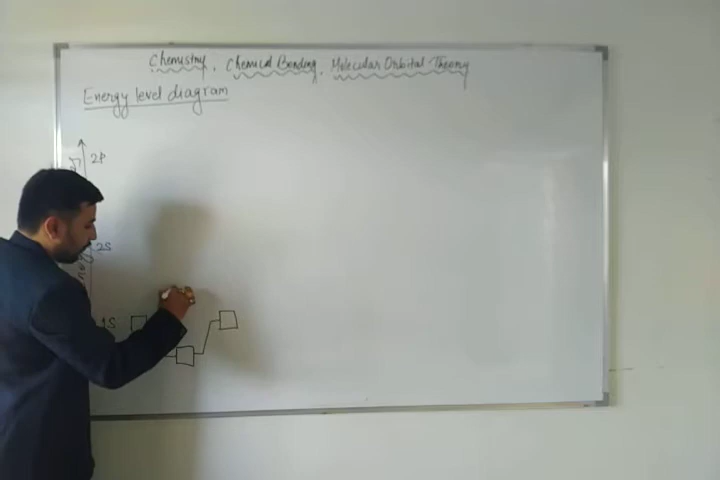 Chemistry, Chemical Bonding, Molecular Orbital Theory
Energy level diagram
2P
2S
1S